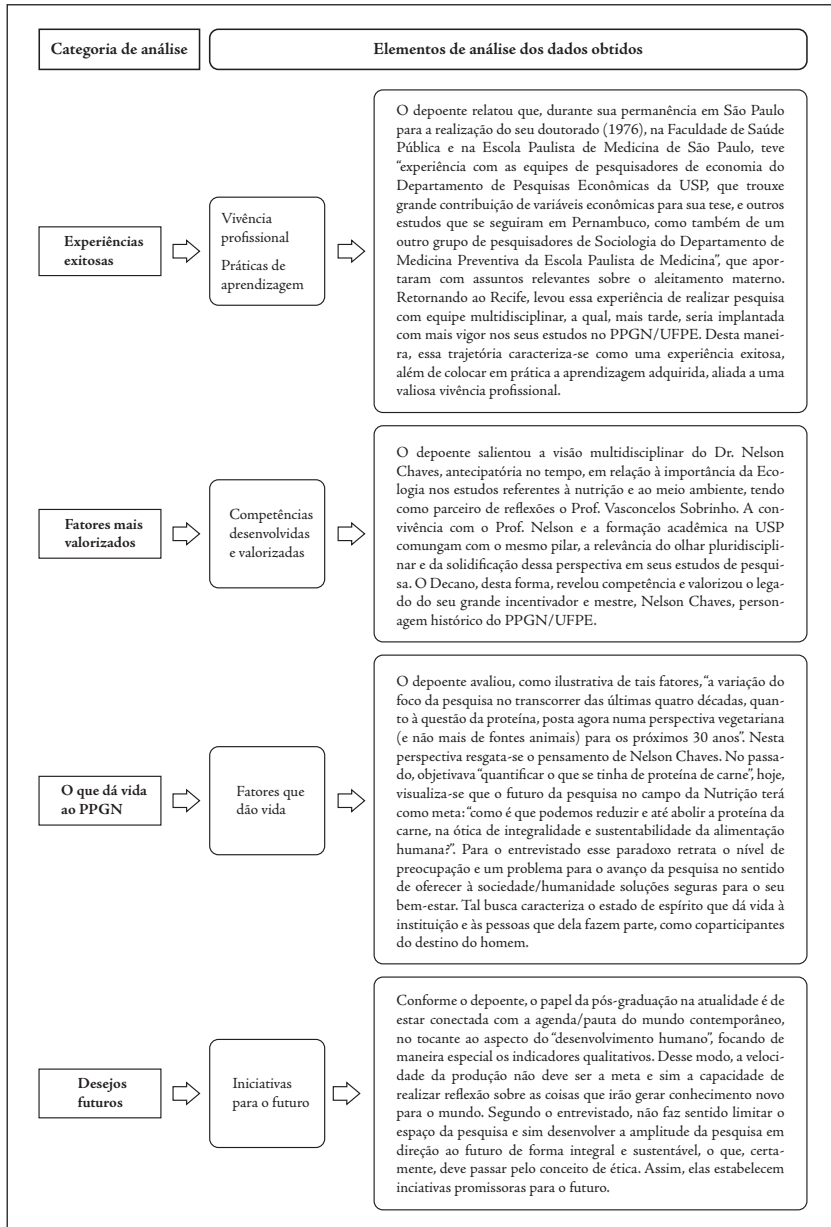 Categoria de análise
Elementos de análise dos dados obtidos
Experiências
exitosas
Vivência
profissional
Práticas de
aprendizagem
O depoente relatou que, durante sua permanência em São Paulo
para a realização do seu doutorado (1976), na Faculdade de Saúde
Pública e na Escola Paulista de Medicina de São Paulo, teve
“experiência com as equipes de pesquisadores de economia do
Departamento de Pesquisas Econômicas da USP, que trouxe
grande contribuição de variáveis econômicas para sua tese, e outros
estudos que se seguiram em Pernambuco, como também de um
outro grupo de pesquisadores de Sociologia do Departamento de
Medicina Preventiva da Escola Paulista de Medicina”, que apor-
taram com assuntos relevantes sobre o aleitamento materno.
Retornando ao Recife, levou essa experiência de realizar pesquisa
com equipe multidisciplinar, a qual, mais tarde, seria implantada
com mais vigor nos seus estudos no PPGN/UFPE. Desta manei-
ra, essa trajetória caracteriza-se como uma experiência exitosa,
além de colocar em prática a aprendizagem adquirida, aliada a uma
valiosa vivência profissional.
Fatores mais
valorizados
Competências
desenvolvidas
e valorizadas
O depoente salientou a visão multidisciplinar do Dr. Nelson
Chaves, antecipatória no tempo, em relação à importância da Eco-
logia nos estudos referentes à nutrição e ao meio ambiente, tendo
como parceiro de reflexões o Prof. Vasconcelos Sobrinho. A con-
vivência com o Prof. Nelson e a formação acadêmica na USP
comungam com o mesmo pilar, a relevância do olhar pluridiscipli-
nar e da solidificação dessa perspectiva em seus estudos de pesqui-
sa. O Decano, desta forma, revelou competência e valorizou o lega-
do do seu grande incentivador e mestre, Nelson Chaves, person-
agem histórico do PPGN/UFPE.
O que dá vida
ao PPGN
Fatores que
dão vida
O depoente avaliou, como ilustrativa de tais fatores, “a variação do
foco da pesquisa no transcorrer das últimas quatro décadas, quan-
to à questão da proteína, posta agora numa perspectiva vegetariana
(e não mais de fontes animais) para os próximos 30 anos”. Nesta
perspectiva resgata-se o pensamento de Nelson Chaves. No passa-
do, objetivava “quantificar o que se tinha de proteína de carne”, hoje,
visualiza-se que o futuro da pesquisa no campo da Nutrição terá
como meta: “como é que podemos reduzir e até abolir a proteína da
carne, na ótica de integralidade e sustentabilidade da alimentação
humana?”. Para o entrevistado esse paradoxo retrata o nível de
preocupação e um problema para o avanço da pesquisa no sentido
de oferecer à sociedade/humanidade soluções seguras para o seu
bem-estar. Tal busca caracteriza o estado de espírito que dá vida à
instituição e às pessoas que dela fazem parte, como coparticipantes
do destino do homem.
Desejos
futuros
Iniciativas
para o futuro
Conforme o depoente, o papel da pós-graduação na atualidade é de
estar conectada com a agenda/pauta do mundo contemporâneo,
no tocante ao aspecto do “desenvolvimento humano”, focando de
maneira especial os indicadores qualitativos. Desse modo, a veloci-
dade da produção não deve ser a meta e sim a capacidade de
realizar reflexão sobre as coisas que irão gerar conhecimento novo
para o mundo. Segundo o entrevistado, não faz sentido limitar o
espaço da pesquisa e sim desenvolver a amplitude da pesquisa em
direção ao futuro de forma integral e sustentável, o que, certa-
mente, deve passar pelo conceito de ética. Assim, elas estabelecem
inciativas promissoras para o futuro.